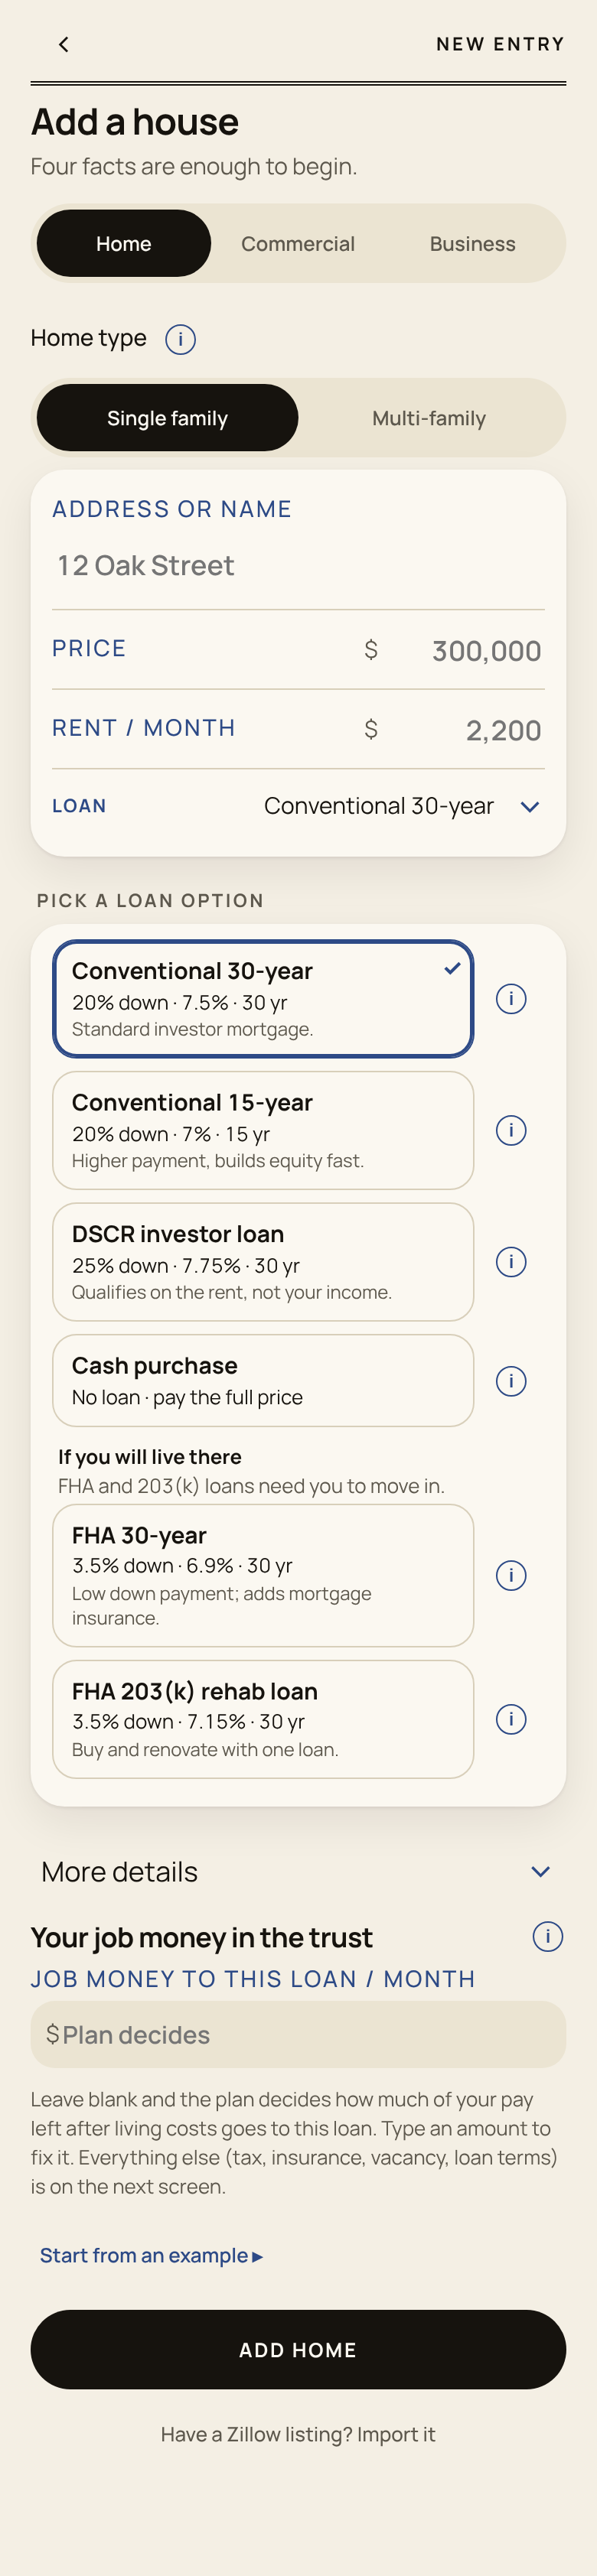 NEW ENTRY
Add a house
Four facts are enough to begin.
Home Commercial Business
Home type i
Single family Multi-family
ADDRESS OR NAME
12 Oak Street
PRICE $ 300,000
RENT / MONTH $ 2,200
LOAN Conventional 30-year
PICK A LOAN OPTION
Conventional 30-year
20% down · 7.5% · 30 yr
Standard investor mortgage.
i
Conventional 15-year
20% down · 7% · 15 yr
Higher payment, builds equity fast.
i
DSCR investor loan
25% down · 7.75% · 30 yr
Qualifies on the rent, not your income.
i
Cash purchase
No loan · pay the full price
i
If you will live there
FHA and 203(k) loans need you to move in.
FHA 30-year
3.5% down · 6.9% · 30 yr
Low down payment; adds mortgage
insurance.
i
FHA 203(k) rehab loan
3.5% down · 7.15% · 30 yr
Buy and renovate with one loan.
i
More details
Your job money in the trust i
JOB MONEY TO THIS LOAN / MONTH
$ Plan decides
Leave blank and the plan decides how much of your pay
left after living costs goes to this loan. Type an amount to
fix it. Everything else (tax, insurance, vacancy, loan terms)
is on the next screen.
Start from an example ▸
ADD HOME
Have a Zillow listing? Import it